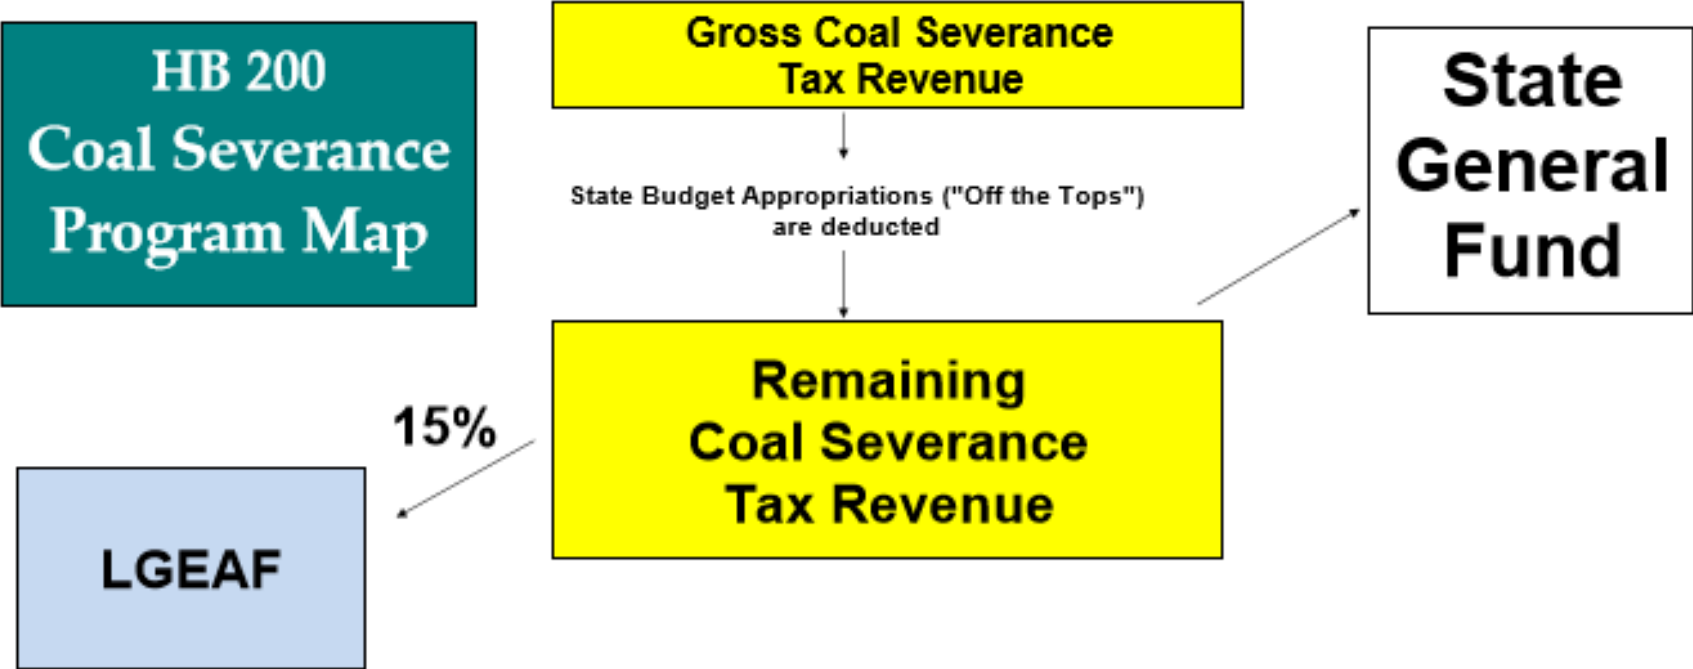 HB 200
Coal Severance
Program Map
Gross Coal Severance
Tax Revenue
State Budget Appropriations ("Off the Tops")
are deducted
State
General
Fund
Remaining
Coal Severance
Tax Revenue
15%
LGEAF